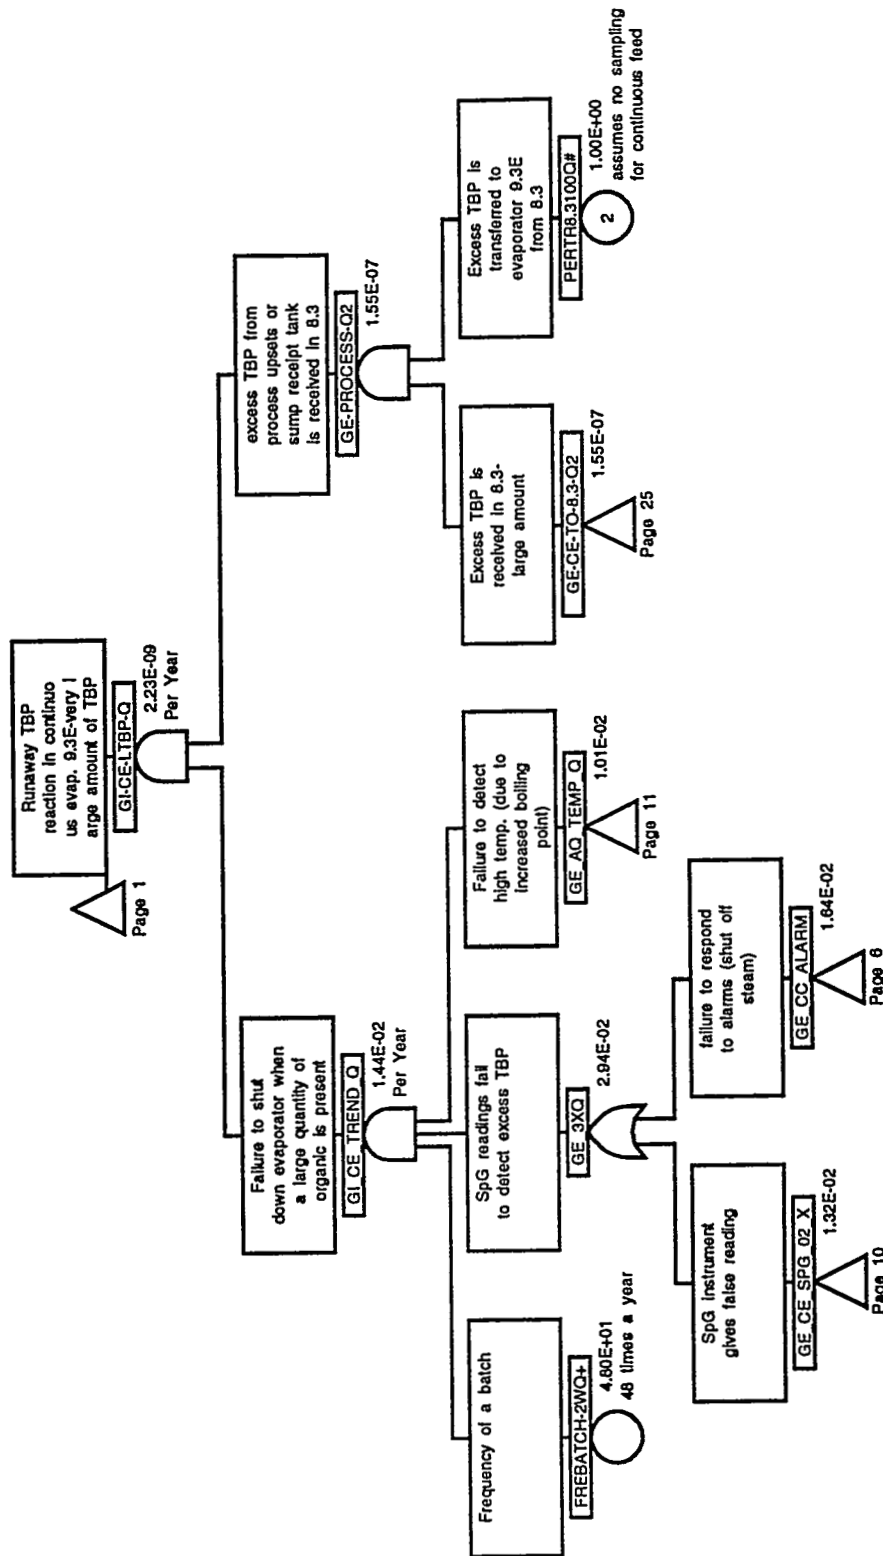 Runaway TBP
reaction in continuo
us evap. 9.3E-very l
arge amount of TBP
GI-CE-LTBP-Q
2.23E-09
Per Year
Page 1
Failure to shut
down evaporator when
a large quantity of
organic is present
GI_CE_TREND_Q
1.44E-02
Per Year
excess TBP from
process upsets or
sump receipt tank
is received in 8.3
GE-PROCESS-Q2
1.55E-07
Frequency of a batch
FREBATCH-2WQ+
4.80E+01
48 times a year
SpG readings fail
to detect excess TBP
GE_3XQ
2.94E-02
Failure to detect
high temp. (due to
increased boiling
point)
GE_AQ_TEMP_Q
1.01E-02
Page 11
Excess TBP is
received in 8.3-
large amount
GE-CE-TO-8.3-Q2
1.55E-07
Page 25
Excess TBP is
transferred to
evaporator 9.3E
from 8.3
PERTR8.3100Q#
2
1.00E+00
assumes no sampling
for continuous feed
SpG instrument
gives false reading
GE_CE_SPG_02_X
1.32E-02
Page 10
failure to respond
to alarms (shut off
steam)
GE_CC_ALARM
1.64E-02
Page 6